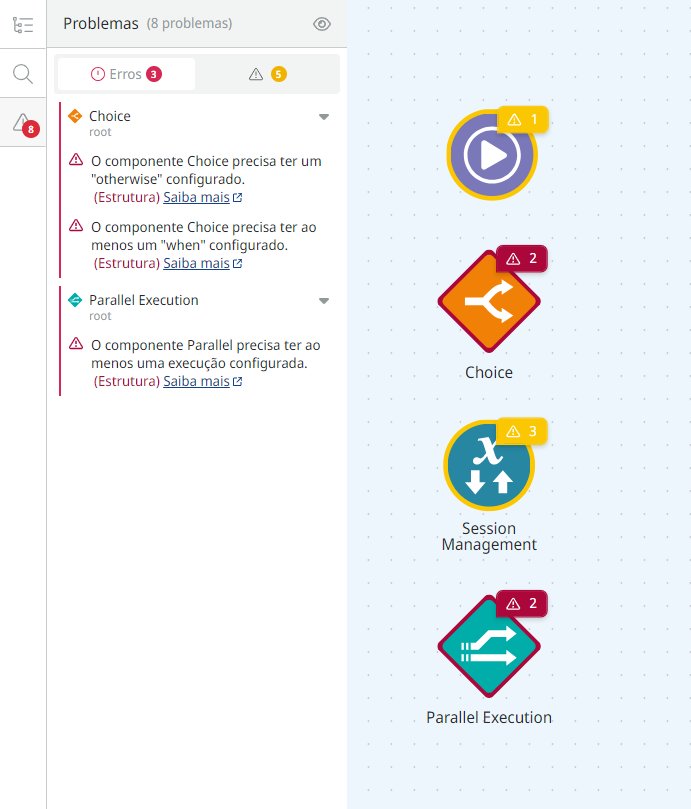 Problemas (8 problemas)
Erros 3
5
8
Choice
root
O componente Choice precisa ter um
"otherwise" configurado.
(Estrutura) Saiba mais
O componente Choice precisa ter ao
menos um "when" configurado.
(Estrutura) Saiba mais
Parallel Execution
root
O componente Parallel precisa ter ao
menos uma execução configurada.
(Estrutura) Saiba mais
1
2
Choice
3
x
Session
Management
2
Parallel Execution